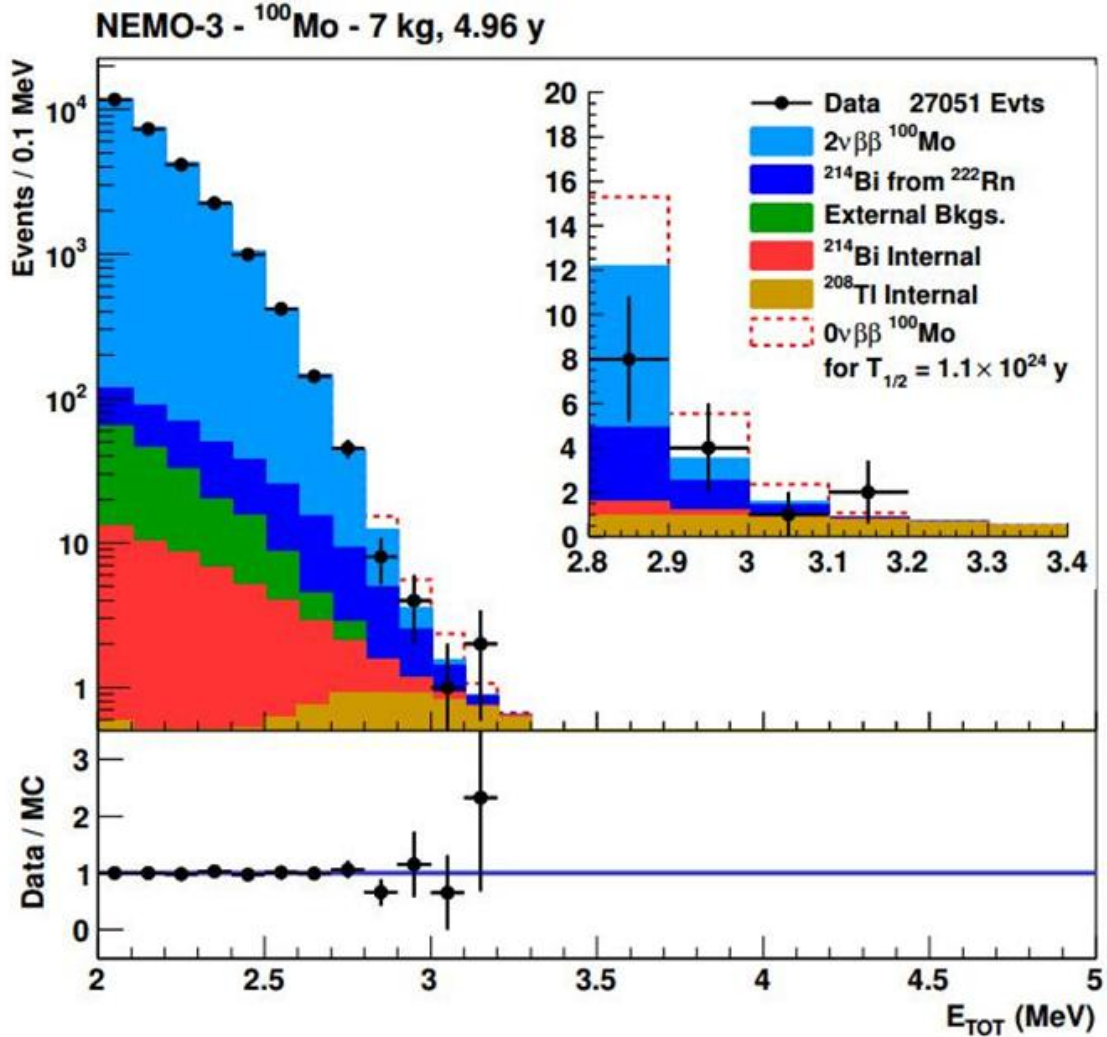 NEMO-3 - ¹⁰⁰Mo - 7 kg, 4.96 y
Events / 0.1 MeV
10⁴
10³
10²
10
1
20
18
16
14
12
10
8
6
4
2
0
2.8 2.9 3 3.1 3.2 3.3 3.4
Data 27051 Evts
2νββ ¹⁰⁰Mo
²¹⁴Bi from ²²²Rn
External Bkgs.
²¹⁴Bi Internal
²⁰⁸Tl Internal
0νββ ¹⁰⁰Mo
for T₁/₂ = 1.1 × 10²⁴ y
Data / MC
3
2
1
0
2 2.5 3 3.5 4 4.5 5
E_TOT (MeV)